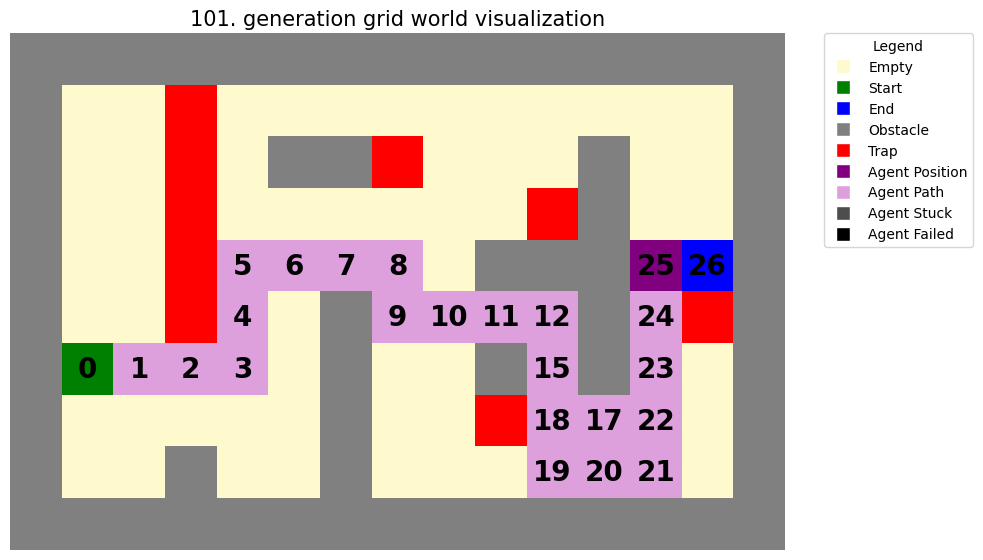 101. generation grid world visualization
Legend
Empty
Start
End
Obstacle
Trap
Agent Position
Agent Path
Agent Stuck
Agent Failed
5 6 7 8 25 26
4 9 10 11 12 24
0 1 2 3 15 23
18 17 22
19 20 21